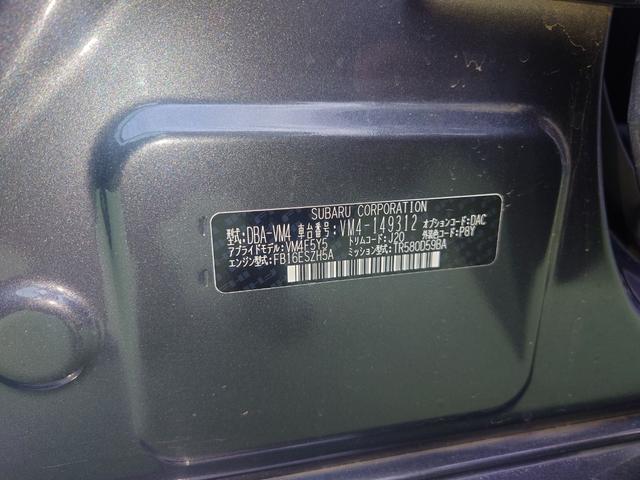 SUBARU CORPORATION
型式:DBA-VM4 車台番号:VM4-149312 オプションコード:DAC
アプライドモデル:VM4F5Y5 トリムコード:J20 外装色コード:P8Y
エンジン型式:FB16ESZH5A ミッション型式:TR580D59BA